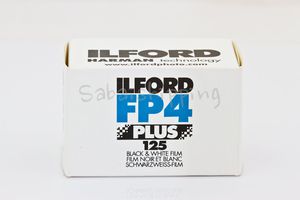 ILFORD
HARMAN technology
www.ilfordphoto.com
ILFORD
FP4
PLUS
125
BLACK & WHITE FILM
FILM NOIR ET BLANC
SCHWARZWEISS-FILM